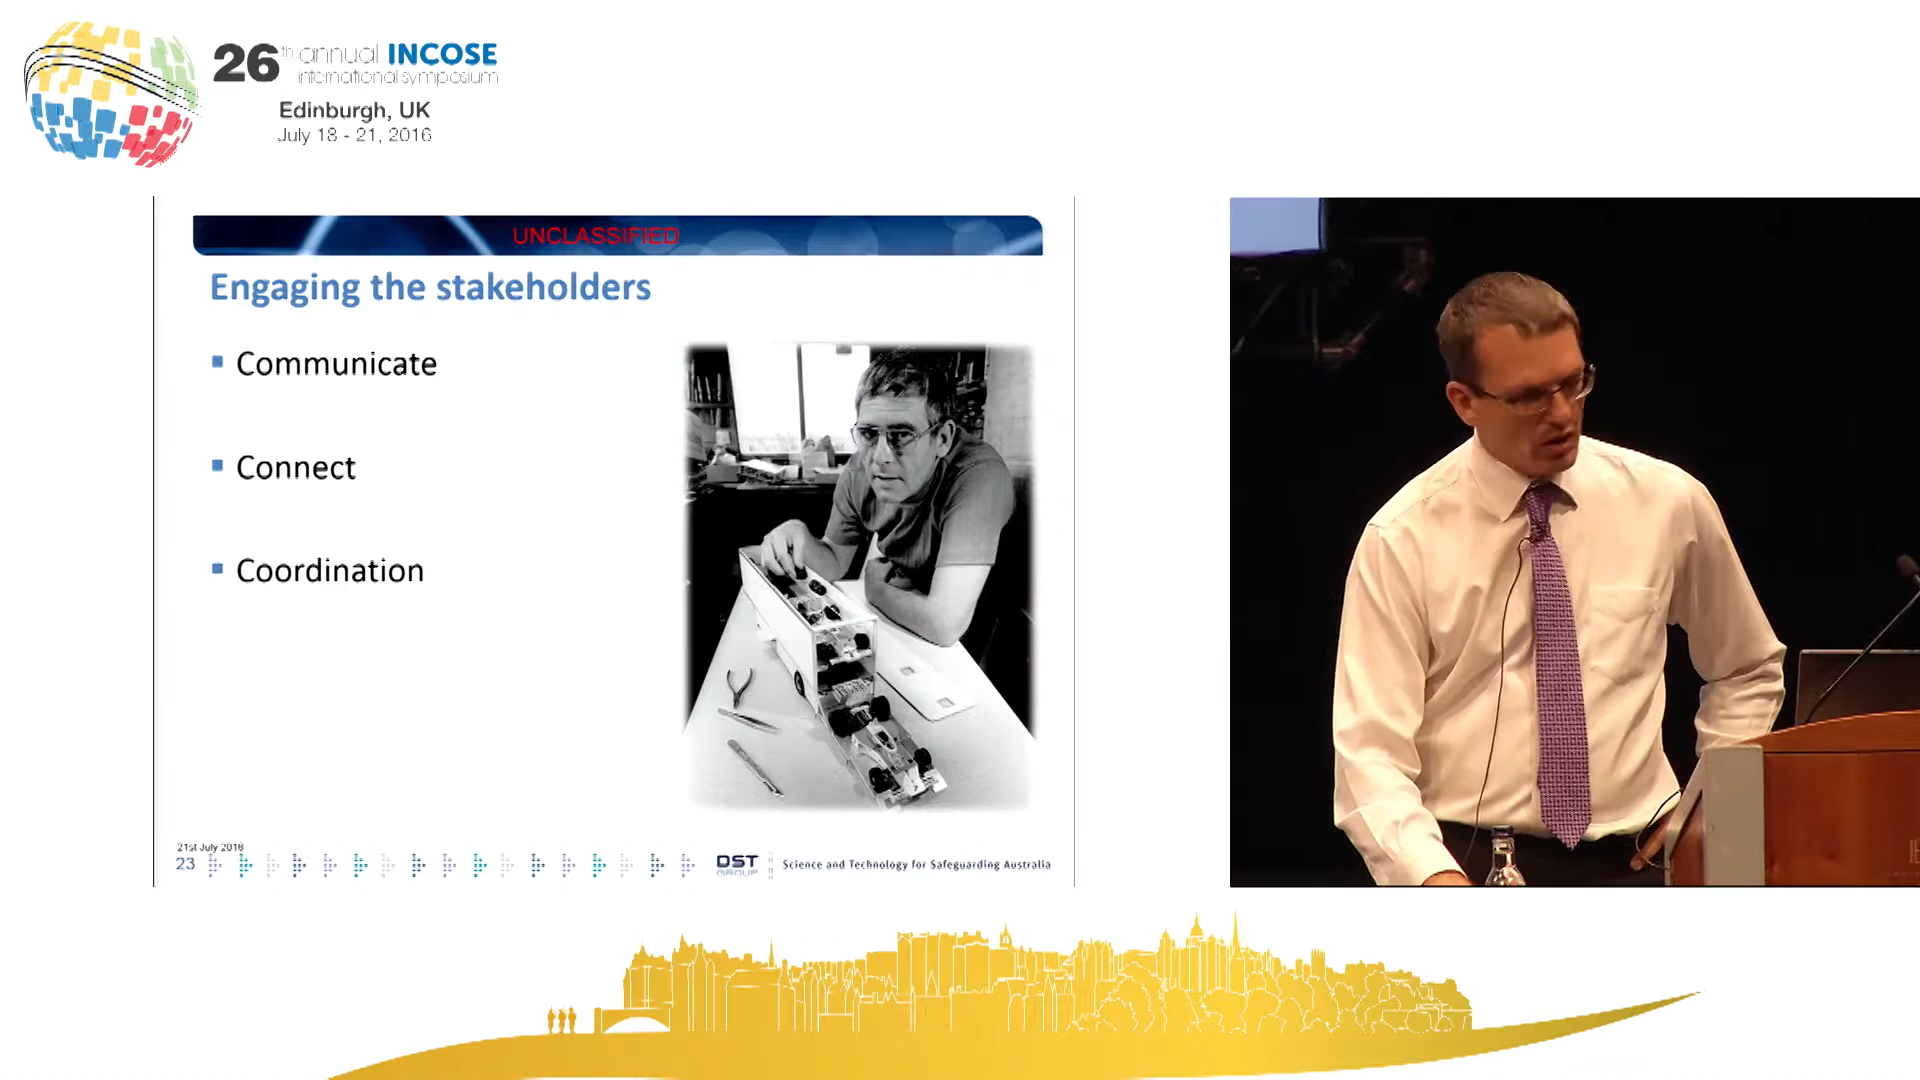 26th annual INCOSE
international symposium
Edinburgh, UK
July 18 - 21, 2016
UNCLASSIFIED
Engaging the stakeholders
Communicate
Connect
Coordination
21st July 2016
23
DST
GROUP
Science and Technology for Safeguarding Australia